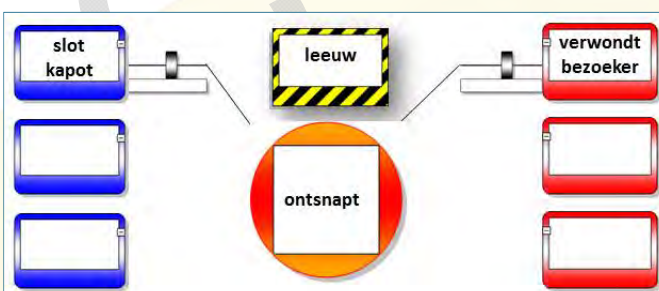 slot
kapot
leeuw
verwondt
bezoeker
ontsnapt